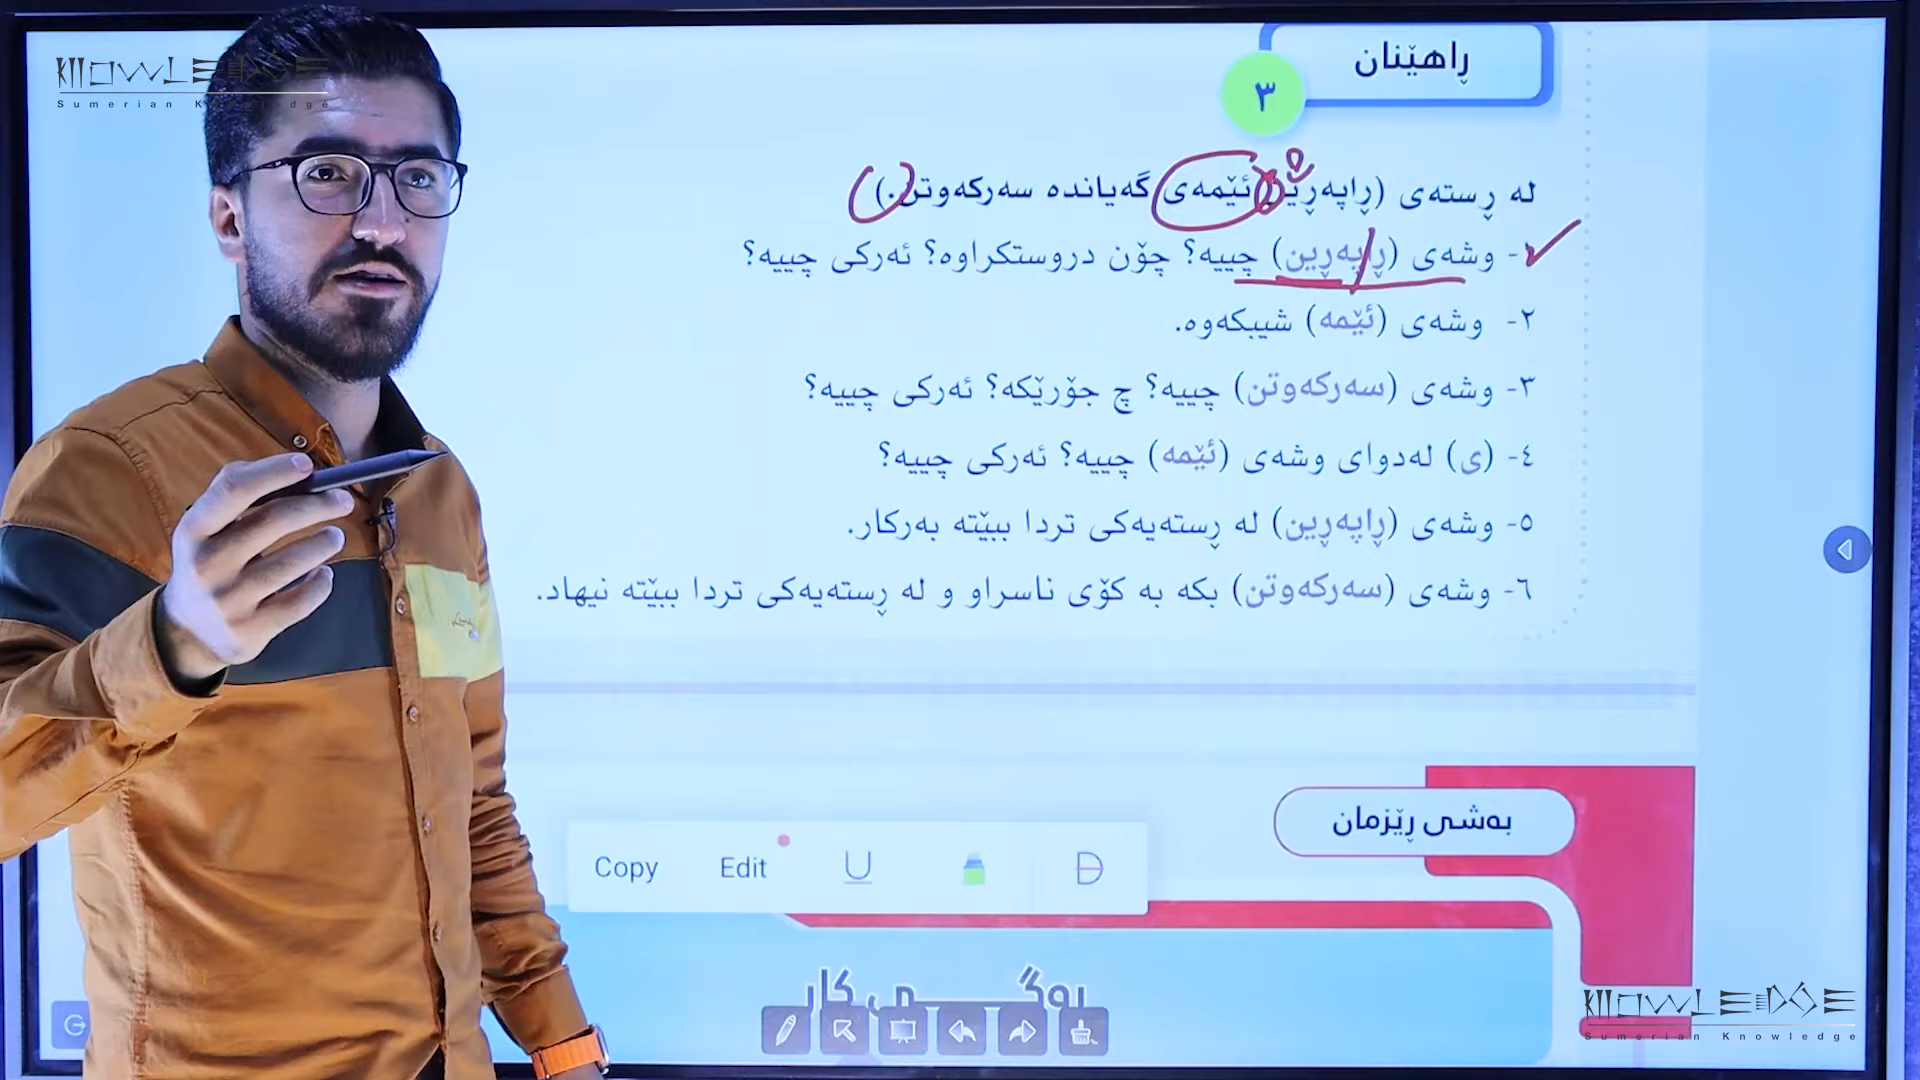 KNOWLEDGE
Sumerian Knowledge
ڕاهێنان
٣
لە ڕستەی (ڕاپەڕین ئێمەی گەیاندە سەرکەوتن.)
١- وشەی (ڕاپەڕین) چییە؟ چۆن دروستکراوە؟ ئەرکی چییە؟
٢- وشەی (ئێمە) شیبکەوە.
٣- وشەی (سەرکەوتن) چییە؟ چ جۆرێکە؟ ئەرکی چییە؟
٤- (ی) لەدوای وشەی (ئێمە) چییە؟ ئەرکی چییە؟
٥- وشەی (ڕاپەڕین) لە ڕستەیەکی تردا ببێتە بەرکار.
٦- وشەی (سەرکەوتن) بکە بە کۆی ناسراو و لە ڕستەیەکی تردا ببێتە نیهاد.
بەشی ڕێزمان
Copy Edit U D
KNOWLEDGE
Sumerian Knowledge